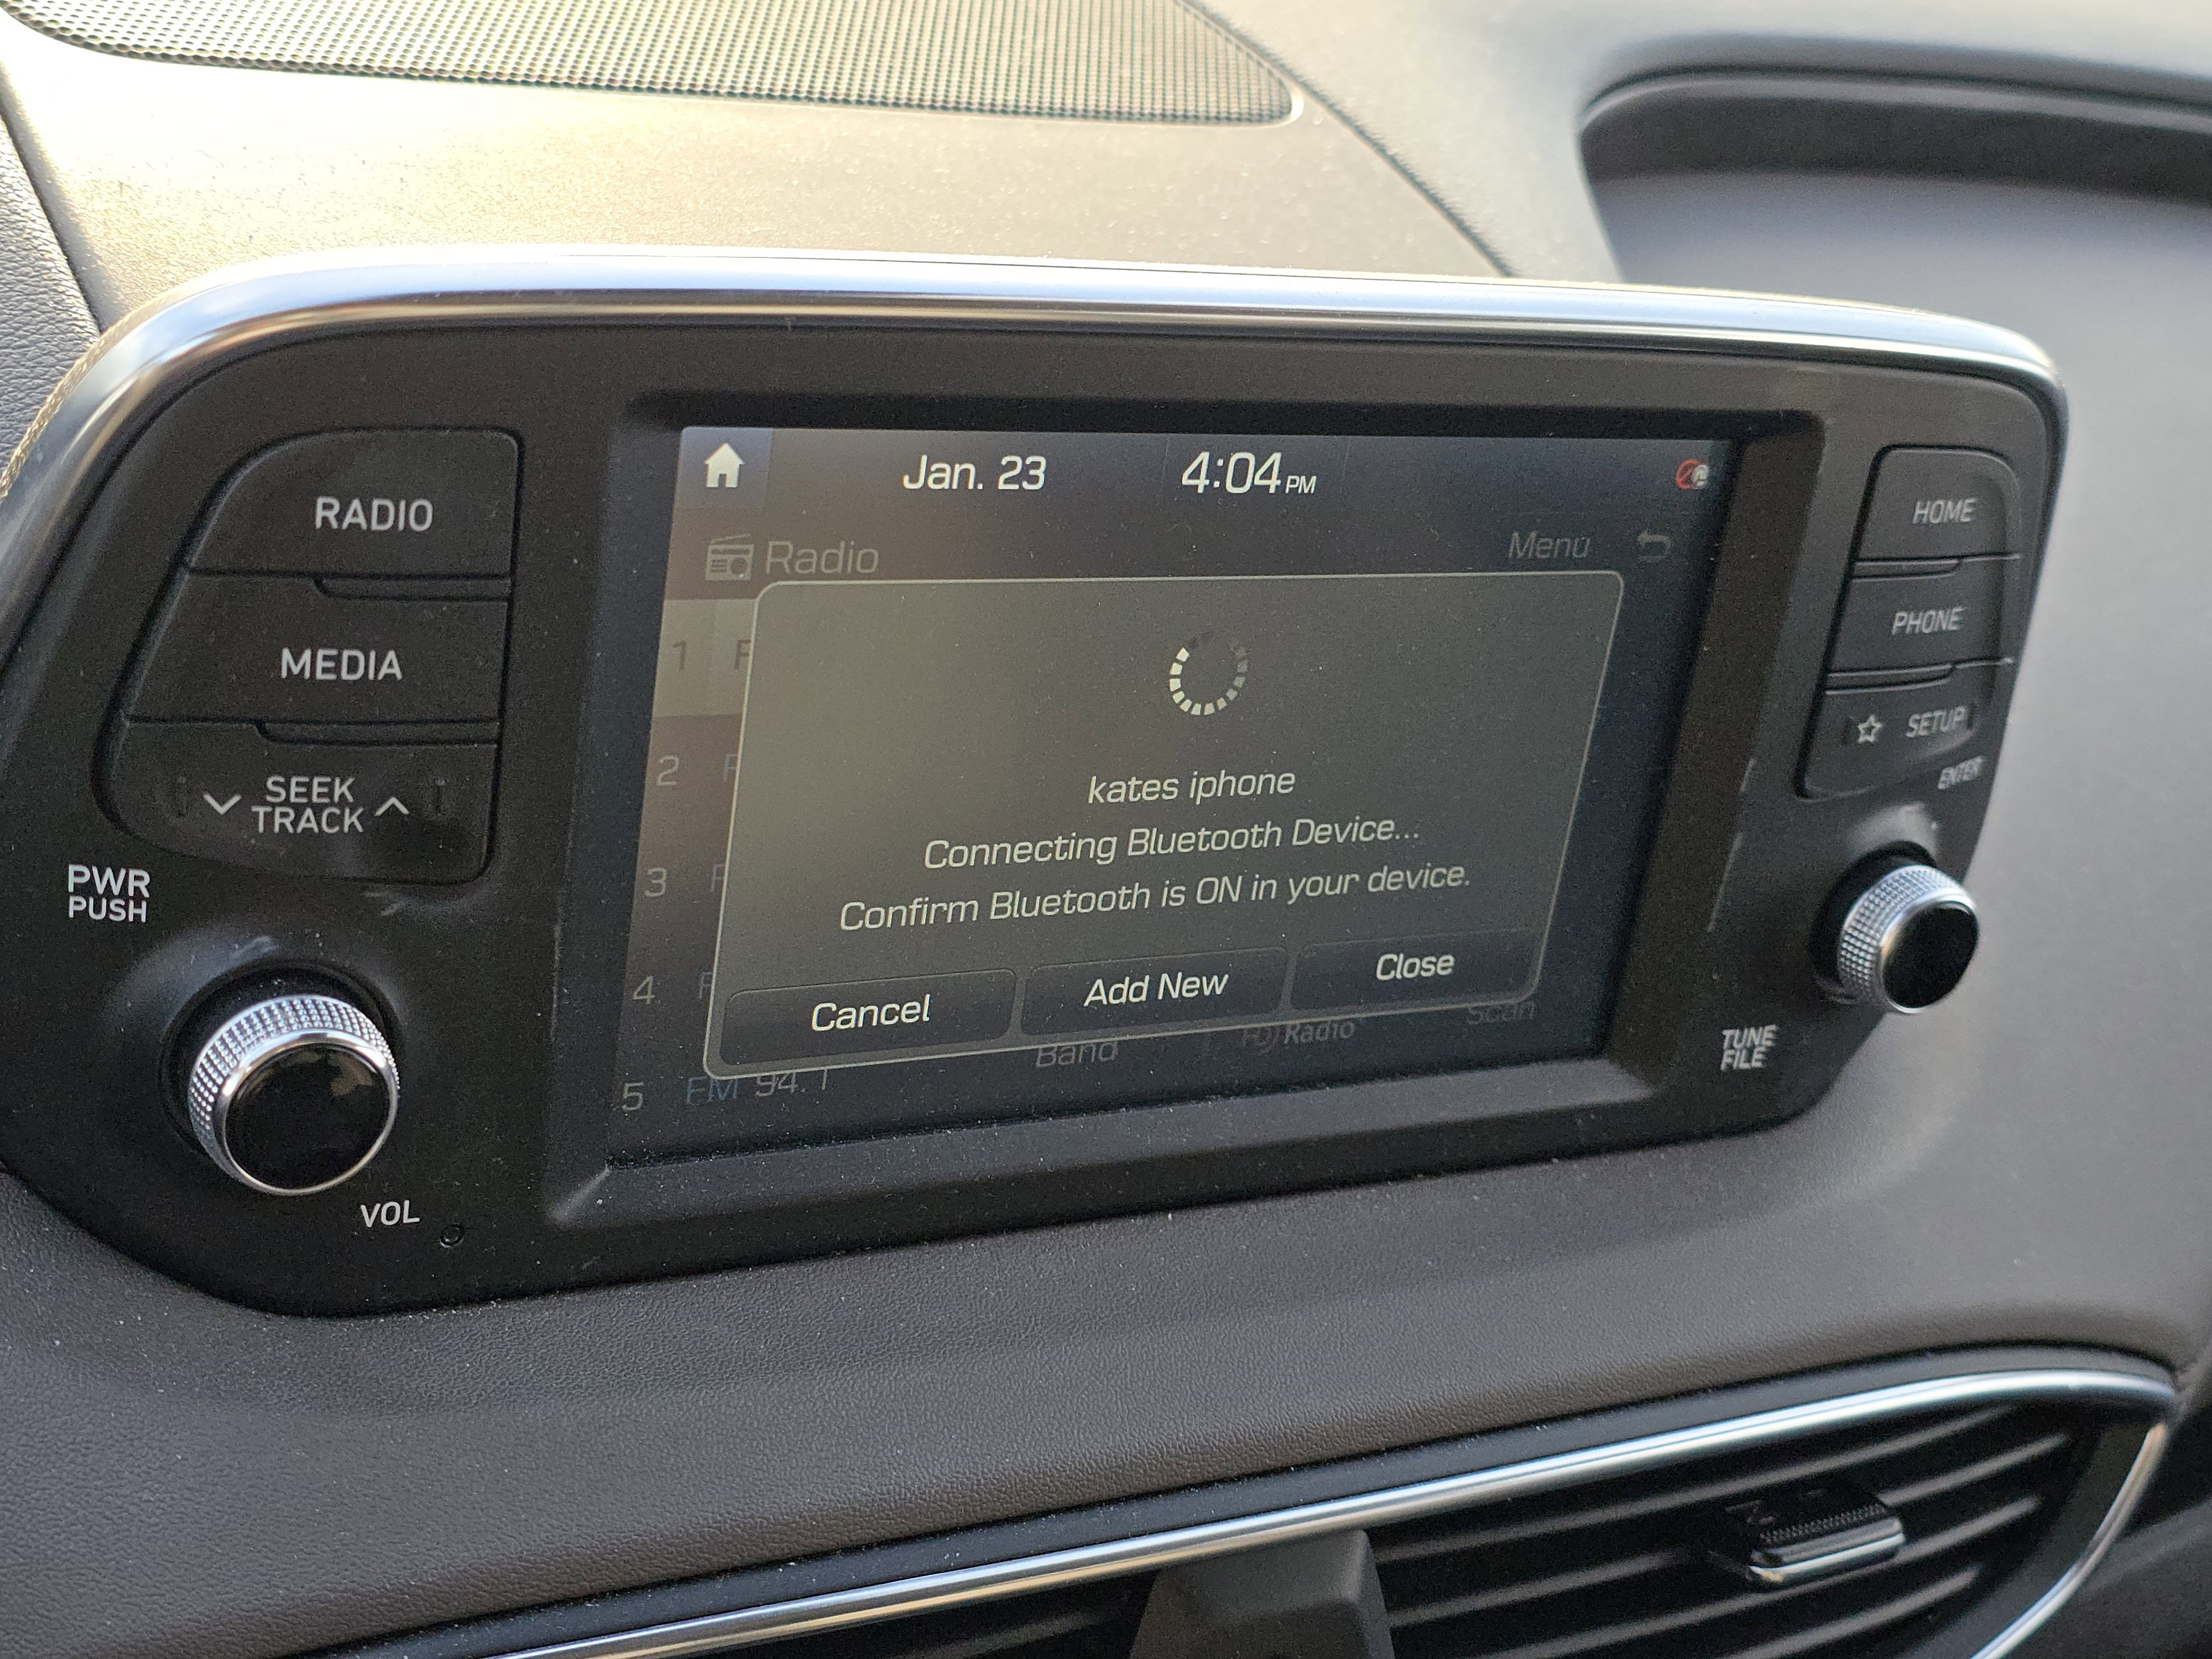 RADIO
MEDIA
SEEK
TRACK
PWR
PUSH
VOL
Jan. 23
4:04 PM
Radio
Menu
1 F
2 F
3 F
4 F
5 FM 94.1
kates iphone
Connecting Bluetooth Device...
Confirm Bluetooth is ON in your device.
Cancel
Add New
Close
Band
Radio
Scan
HOME
PHONE
SETUP
ENTER
TUNE
FILE